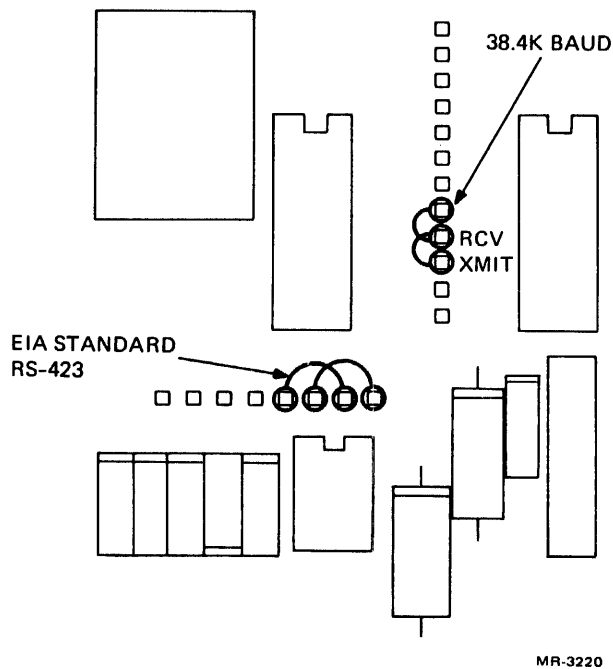 38.4K BAUD
RCV
XMIT
EIA STANDARD
RS-423
MR-3220